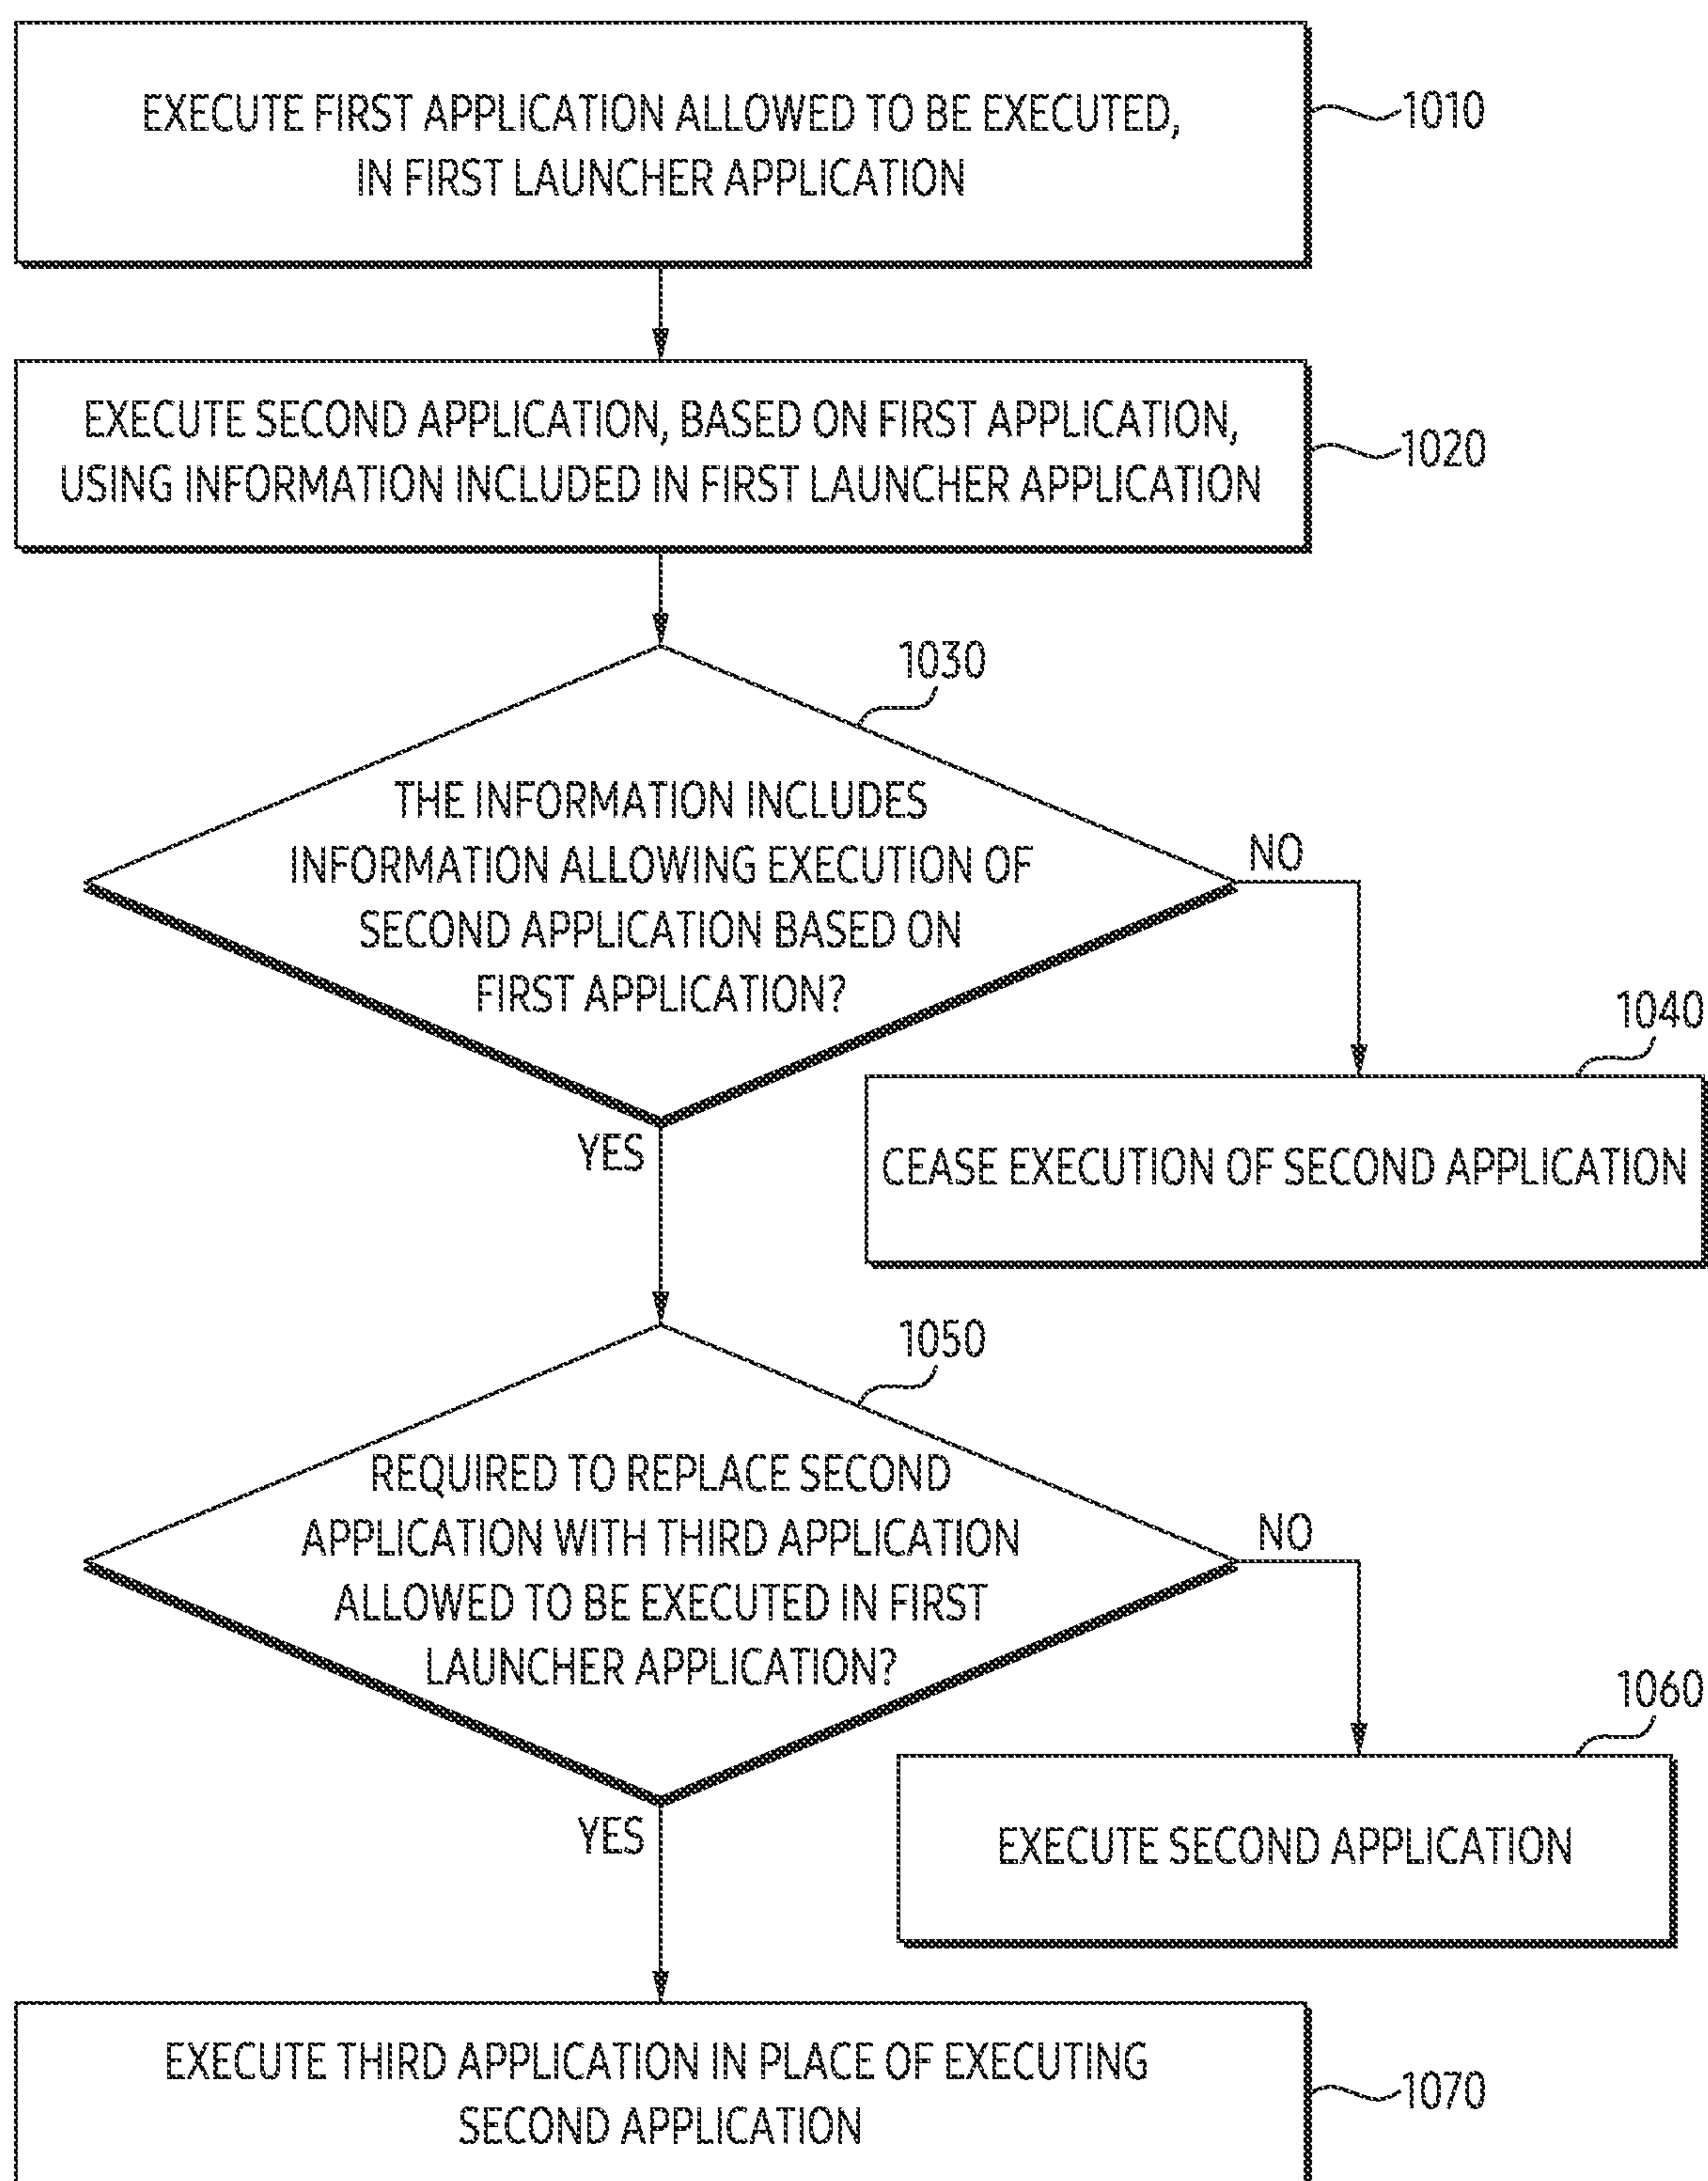 EXECUTE FIRST APPLICATION ALLOWED TO BE EXECUTED,
IN FIRST LAUNCHER APPLICATION
1010
EXECUTE SECOND APPLICATION, BASED ON FIRST APPLICATION,
USING INFORMATION INCLUDED IN FIRST LAUNCHER APPLICATION
1020
1030
THE INFORMATION INCLUDES
INFORMATION ALLOWING EXECUTION OF
SECOND APPLICATION BASED ON
FIRST APPLICATION?
NO
YES
1040
CEASE EXECUTION OF SECOND APPLICATION
1050
REQUIRED TO REPLACE SECOND
APPLICATION WITH THIRD APPLICATION
ALLOWED TO BE EXECUTED IN FIRST
LAUNCHER APPLICATION?
NO
YES
1060
EXECUTE SECOND APPLICATION
EXECUTE THIRD APPLICATION IN PLACE OF EXECUTING
SECOND APPLICATION
1070